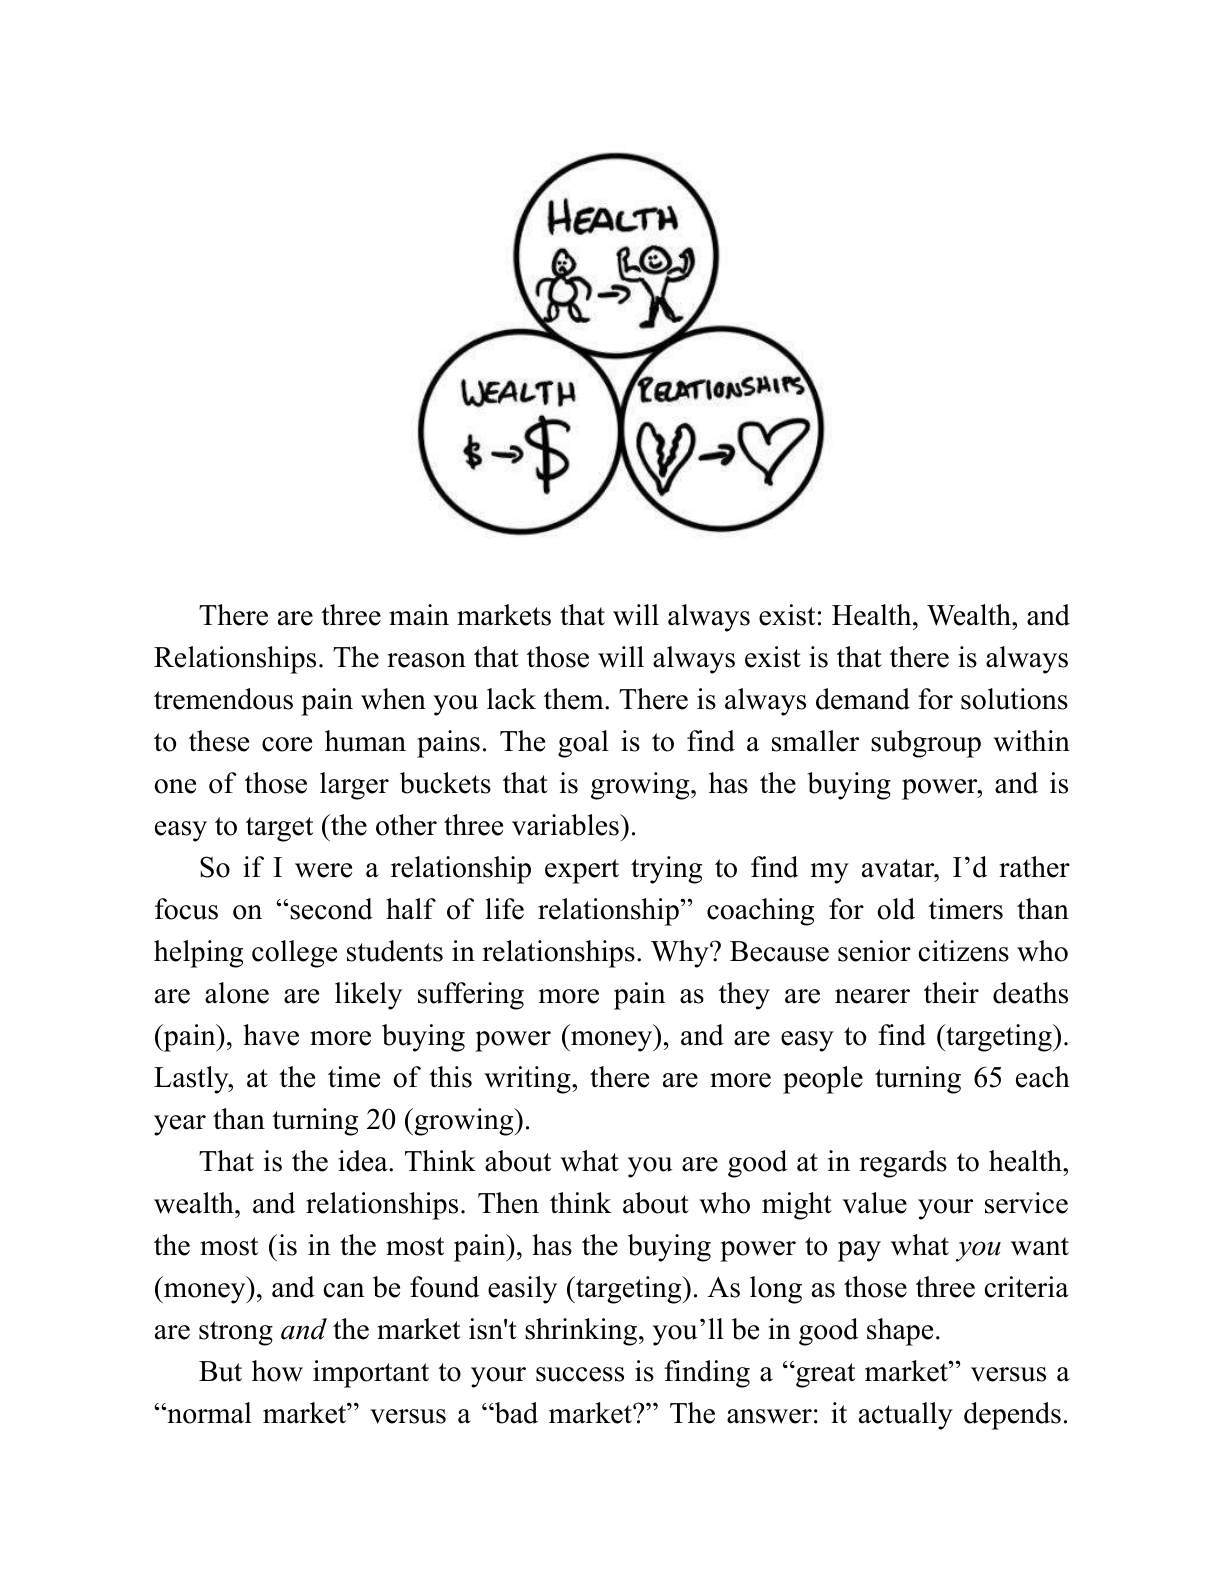 HEALTH
WEALTH
RELATIONSHIPS
$ → $
There are three main markets that will always exist: Health, Wealth, and
Relationships. The reason that those will always exist is that there is always
tremendous pain when you lack them. There is always demand for solutions
to these core human pains. The goal is to find a smaller subgroup within
one of those larger buckets that is growing, has the buying power, and is
easy to target (the other three variables).
So if I were a relationship expert trying to find my avatar, I’d rather
focus on “second half of life relationship” coaching for old timers than
helping college students in relationships. Why? Because senior citizens who
are alone are likely suffering more pain as they are nearer their deaths
(pain), have more buying power (money), and are easy to find (targeting).
Lastly, at the time of this writing, there are more people turning 65 each
year than turning 20 (growing).
That is the idea. Think about what you are good at in regards to health,
wealth, and relationships. Then think about who might value your service
the most (is in the most pain), has the buying power to pay what you want
(money), and can be found easily (targeting). As long as those three criteria
are strong and the market isn't shrinking, you’ll be in good shape.
But how important to your success is finding a “great market” versus a
“normal market” versus a “bad market?” The answer: it actually depends.